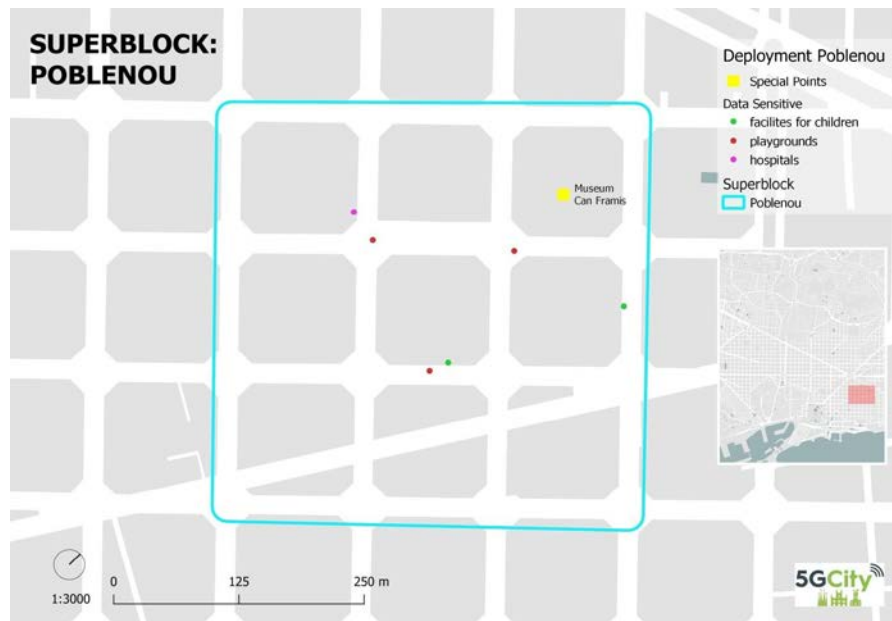 SUPERBLOCK:
POBLENOU
Deployment Poblenou
Special Points
Data Sensitive
facilites for children
playgrounds
hospitals
Superblock
Poblenou
Museum
Can Framis
0 125 250 m
1:3000
5GCity